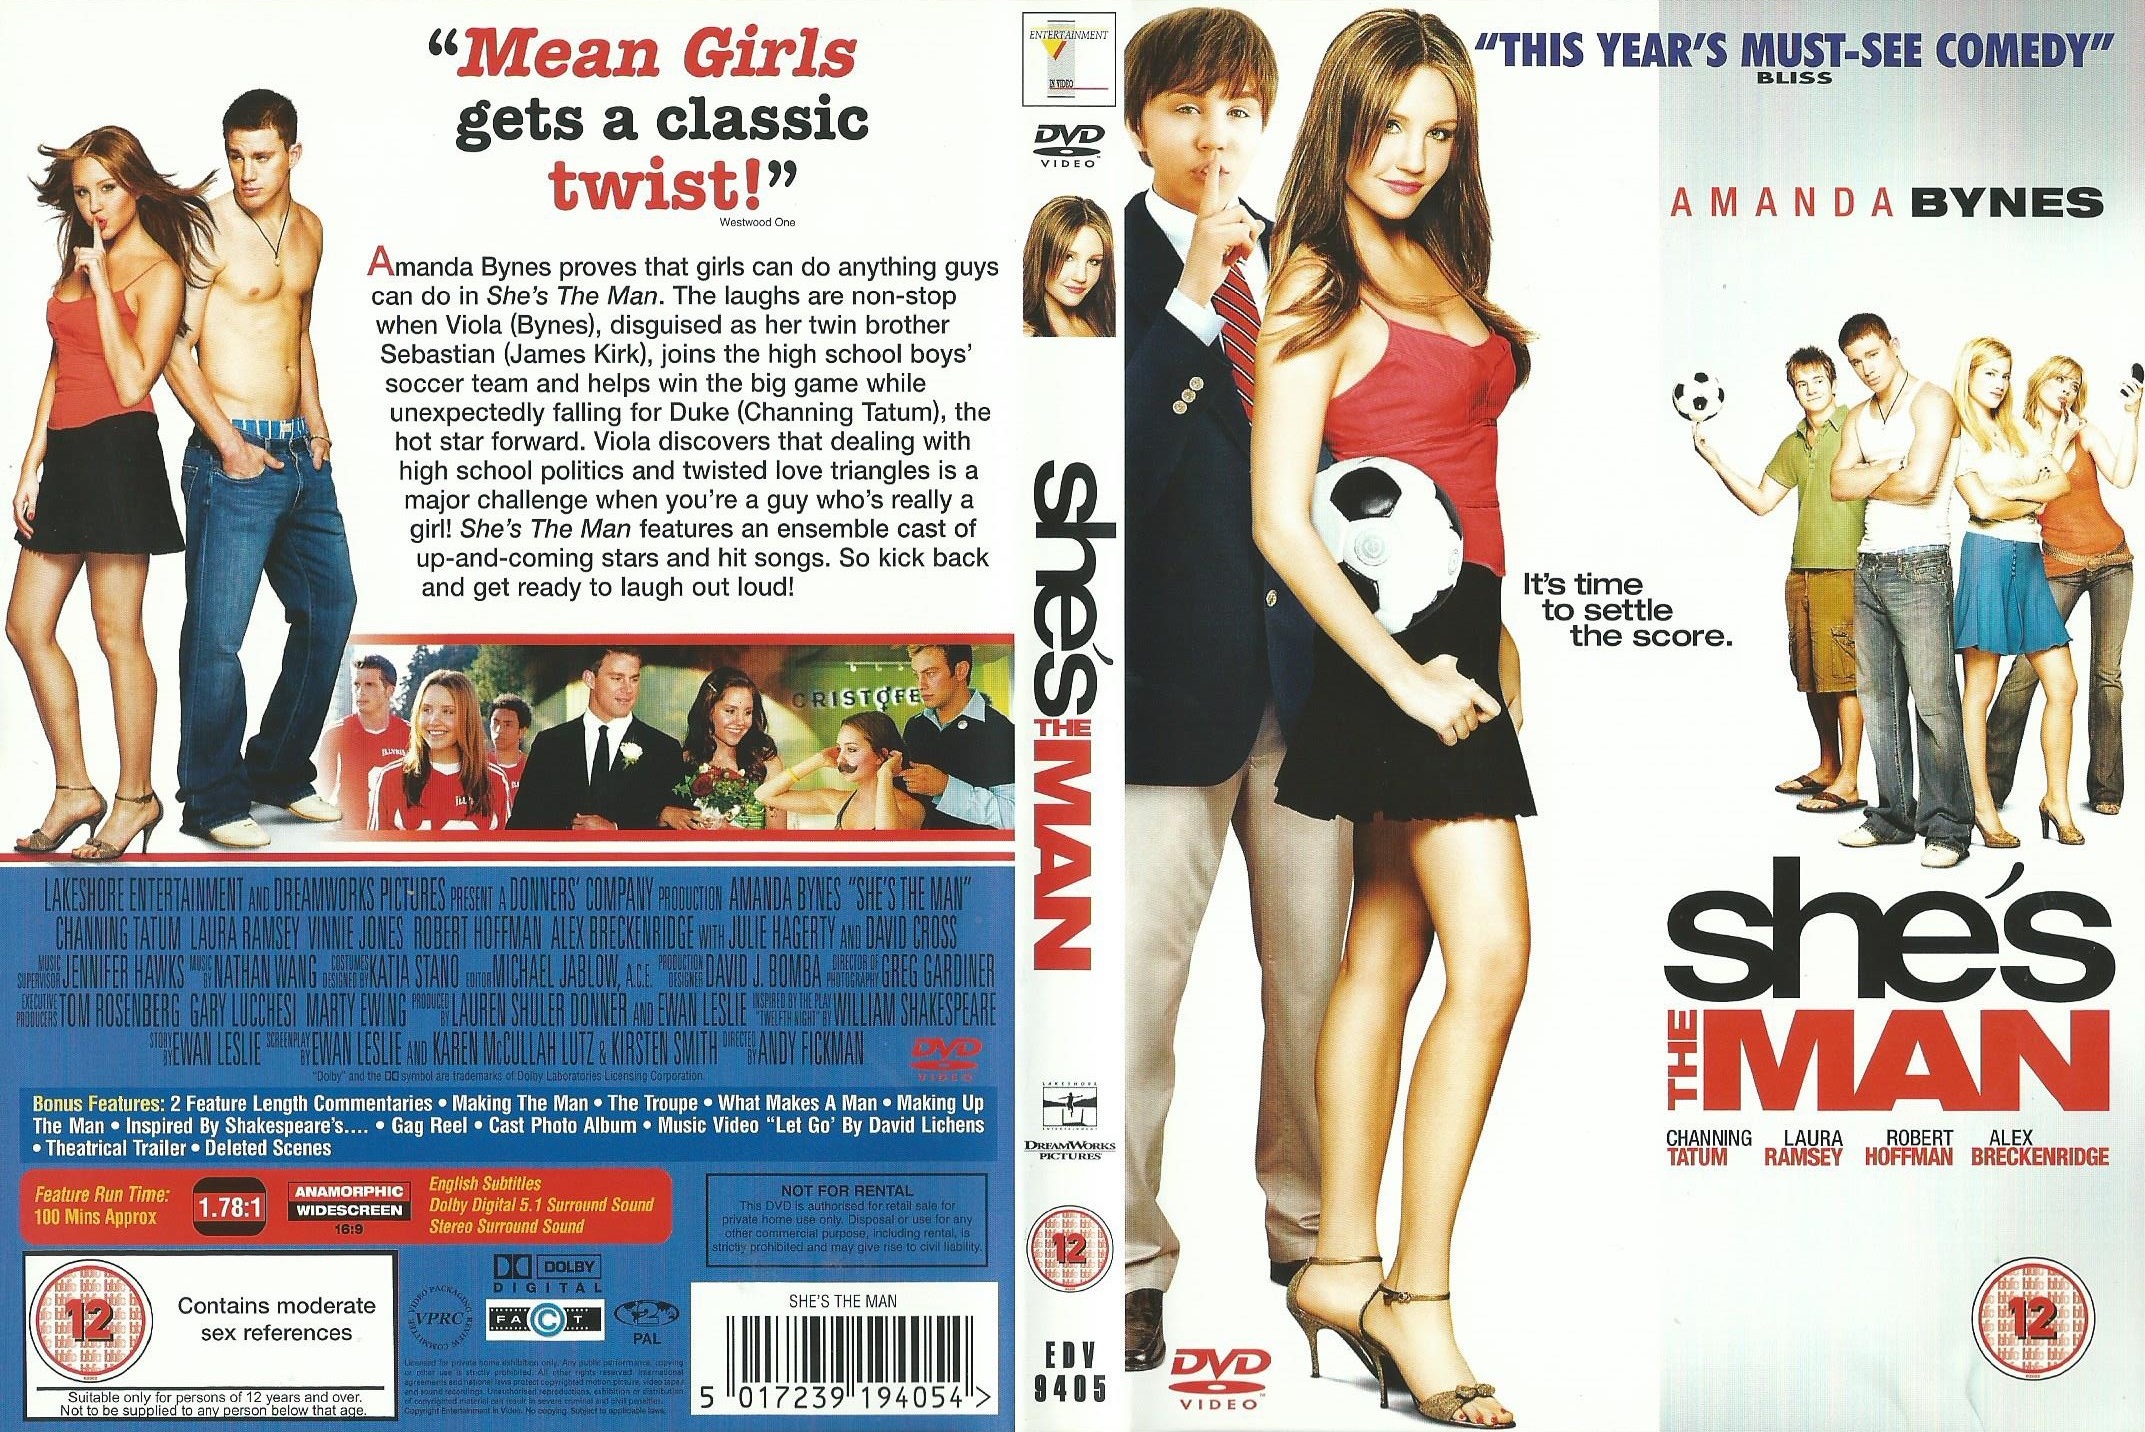 “Mean Girls
gets a classic
twist!”
Westwood One
Amanda Bynes proves that girls can do anything guys
can do in She's The Man. The laughs are non-stop
when Viola (Bynes), disguised as her twin brother
Sebastian (James Kirk), joins the high school boys'
soccer team and helps win the big game while
unexpectedly falling for Duke (Channing Tatum), the
hot star forward. Viola discovers that dealing with
high school politics and twisted love triangles is a
major challenge when you're a guy who's really a
girl! She's The Man features an ensemble cast of
up-and-coming stars and hit songs. So kick back
and get ready to laugh out loud!
CRISTOFE
LAKESHORE ENTERTAINMENT AND DREAMWORKS PICTURES PRESENT A DONNERS' COMPANY PRODUCTION AMANDA BYNES "SHE'S THE MAN"
CHANNING TATUM LAURA RAMSEY VINNIE JONES ROBERT HOFFMAN ALEX BRECKENRIDGE WITH JULIE HAGERTY AND DAVID CROSS
MUSIC SUPERVISOR JENNIFER HAWKS MUSIC BY NATHAN WANG COSTUMES DESIGNED BY KATIA STANO EDITOR MICHAEL JABLOW, A.C.E. PRODUCTION DESIGNER DAVID J. BOMBA DIRECTOR OF PHOTOGRAPHY GREG GARDINER
EXECUTIVE PRODUCERS TOM ROSENBERG GARY LUCCHESI MARTY EWING PRODUCED BY LAUREN SHULER DONNER AND EWAN LESLIE INSPIRED BY THE PLAY "TWELFTH NIGHT" BY WILLIAM SHAKESPEARE
STORY BY EWAN LESLIE SCREENPLAY BY EWAN LESLIE AND KAREN McCULLAH LUTZ & KIRSTEN SMITH DIRECTED BY ANDY FICKMAN
DVD
VIDEO
"Dolby" and the DD symbol are trademarks of Dolby Laboratories Licensing Corporation.
Bonus Features: 2 Feature Length Commentaries • Making The Man • The Troupe • What Makes A Man • Making Up
The Man • Inspired By Shakespeare's.... • Gag Reel • Cast Photo Album • Music Video “Let Go' By David Lichens
• Theatrical Trailer • Deleted Scenes
Feature Run Time:
100 Mins Approx
1.78:1
ANAMORPHIC
WIDESCREEN
16:9
English Subtitles
Dolby Digital 5.1 Surround Sound
Stereo Surround Sound
NOT FOR RENTAL
This DVD is authorised for retail sale for
private home use only. Disposal or use for any
other commercial purpose, including rental, is
strictly prohibited and may give rise to civil liability.
12
Contains moderate
sex references
Suitable only for persons of 12 years and over.
Not to be supplied to any person below that age.
VIDEO PACKAGING REVIEW COMMITTEE
VPRC
DOLBY
DIGITAL
FACT
2
PAL
SHE'S THE MAN
5 017239 194054 >
ENTERTAINMENT
IN VIDEO
DVD
VIDEO
she's
THE
MAN
LAKESHORE
ENTERTAINMENT
DREAMWORKS
PICTURES
12
EDV
9405
“THIS YEAR'S MUST-SEE COMEDY”
BLISS
AMANDA BYNES
It's time
to settle
the score.
she's
THE MAN
CHANNING TATUM
LAURA RAMSEY
ROBERT HOFFMAN
ALEX BRECKENRIDGE
DVD
VIDEO
12